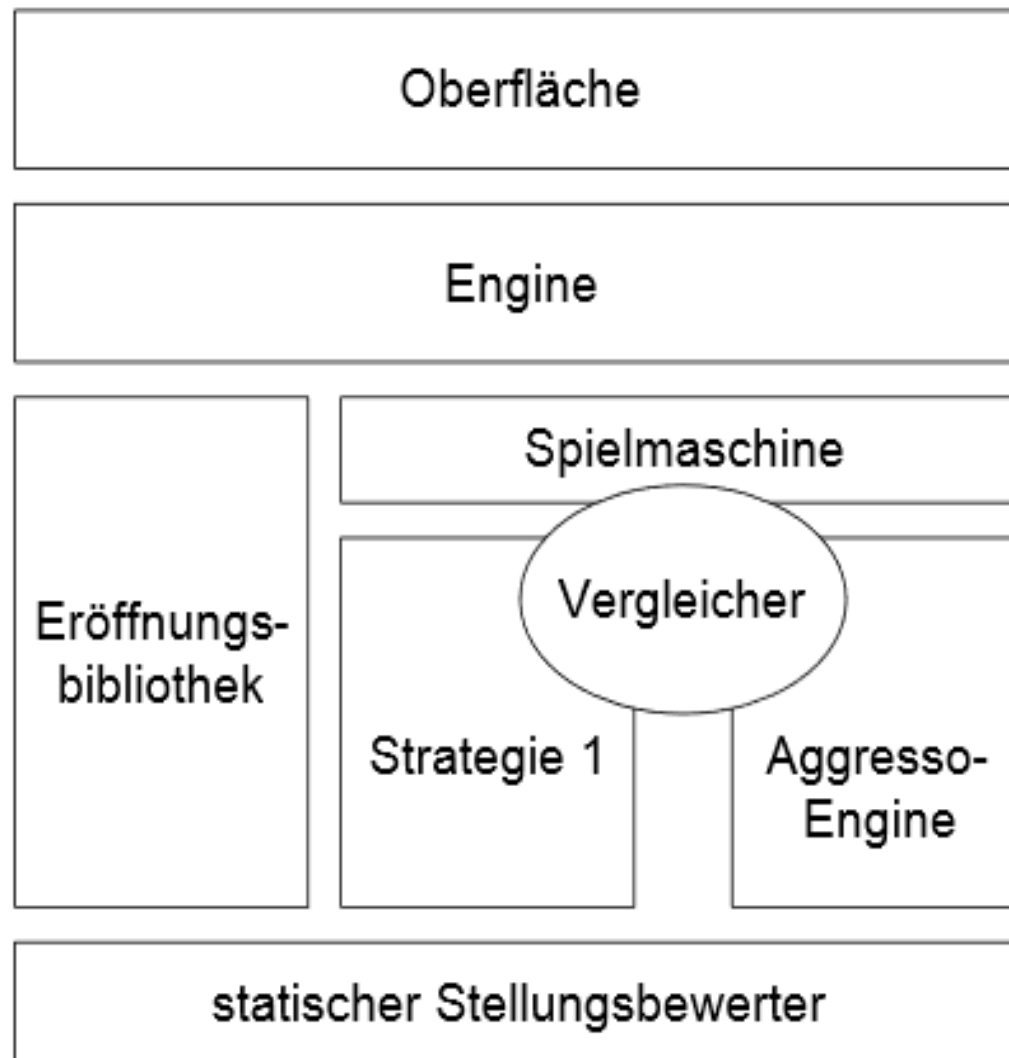 Oberfläche
Engine
Spielmaschine
Vergleicher
Eröffnungs-
bibliothek
Strategie 1
Aggresso-
Engine
statischer Stellungsbewerter